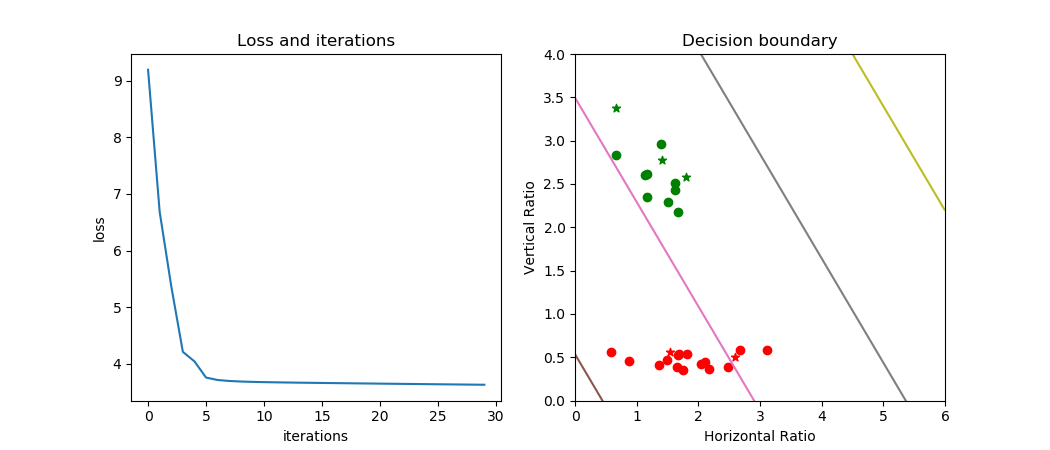 Loss and iterations
9
8
7
6
5
4
loss
0 5 10 15 20 25 30
iterations
Decision boundary
4.0
3.5
3.0
2.5
2.0
1.5
1.0
0.5
0.0
Vertical Ratio
0 1 2 3 4 5 6
Horizontal Ratio